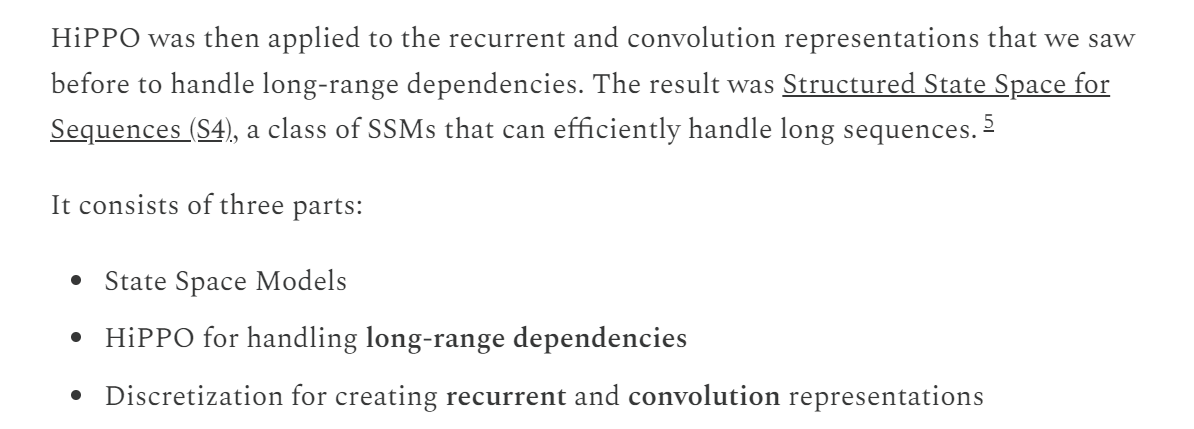 HiPPO was then applied to the recurrent and convolution representations that we saw
before to handle long-range dependencies. The result was Structured State Space for
Sequences (S4), a class of SSMs that can efficiently handle long sequences. 5
It consists of three parts:
• State Space Models
• HiPPO for handling long-range dependencies
• Discretization for creating recurrent and convolution representations